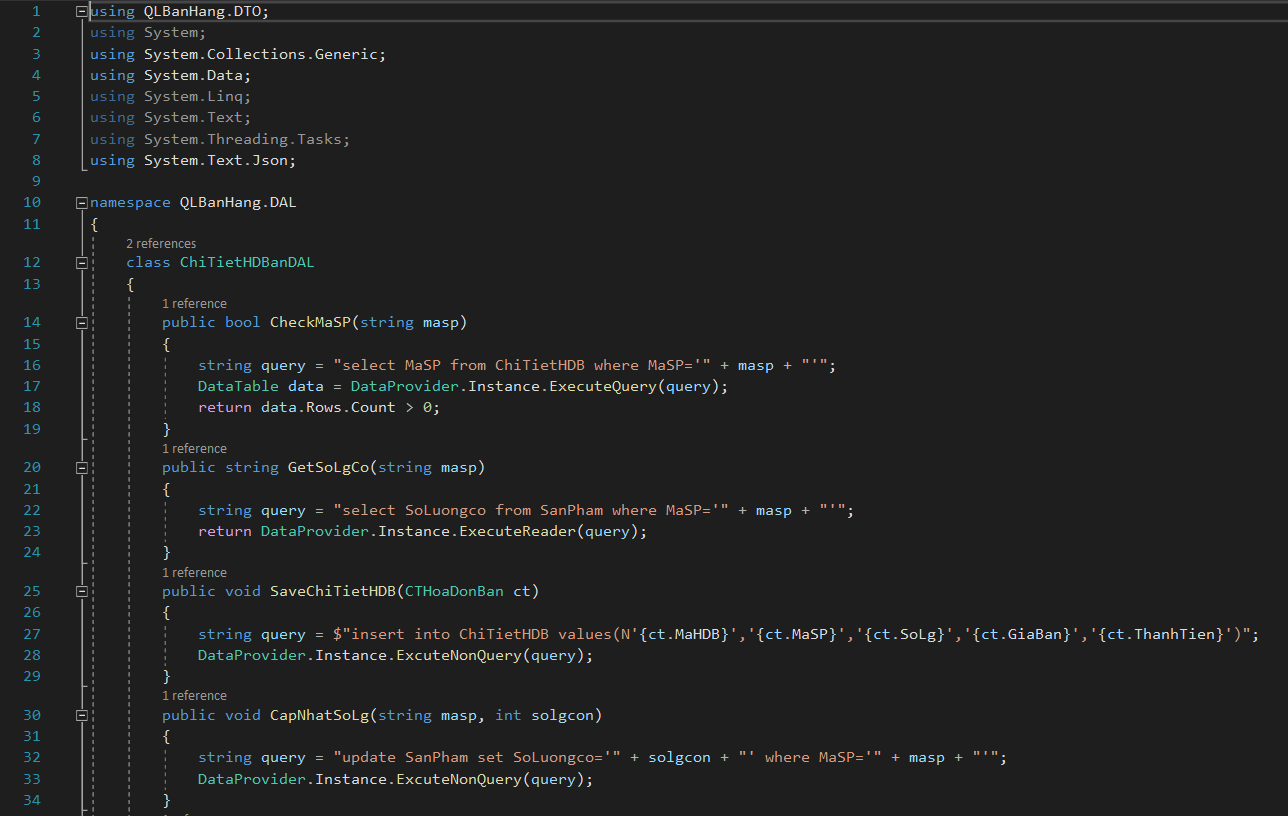 1 using QLBanHang.DTO;
2 using System;
3 using System.Collections.Generic;
4 using System.Data;
5 using System.Linq;
6 using System.Text;
7 using System.Threading.Tasks;
8 using System.Text.Json;
9
10 namespace QLBanHang.DAL
11 {
2 references
12 class ChiTietHDBanDAL
13 {
1 reference
14 public bool CheckMaSP(string masp)
15 {
16 string query = "select MaSP from ChiTietHDB where MaSP='" + masp + "'";
17 DataTable data = DataProvider.Instance.ExecuteQuery(query);
18 return data.Rows.Count > 0;
19 }
1 reference
20 public string GetSoLgCo(string masp)
21 {
22 string query = "select SoLuongco from SanPham where MaSP='" + masp + "'";
23 return DataProvider.Instance.ExecuteReader(query);
24 }
1 reference
25 public void SaveChiTietHDB(CTHoaDonBan ct)
26 {
27 string query = $"insert into ChiTietHDB values(N'{ct.MaHDB}','{ct.MaSP}','{ct.SoLg}','{ct.GiaBan}','{ct.ThanhTien}')";
28 DataProvider.Instance.ExcuteNonQuery(query);
29 }
1 reference
30 public void CapNhatSoLg(string masp, int solgcon)
31 {
32 string query = "update SanPham set SoLuongco='" + solgcon + "' where MaSP='" + masp + "'";
33 DataProvider.Instance.ExcuteNonQuery(query);
34 }